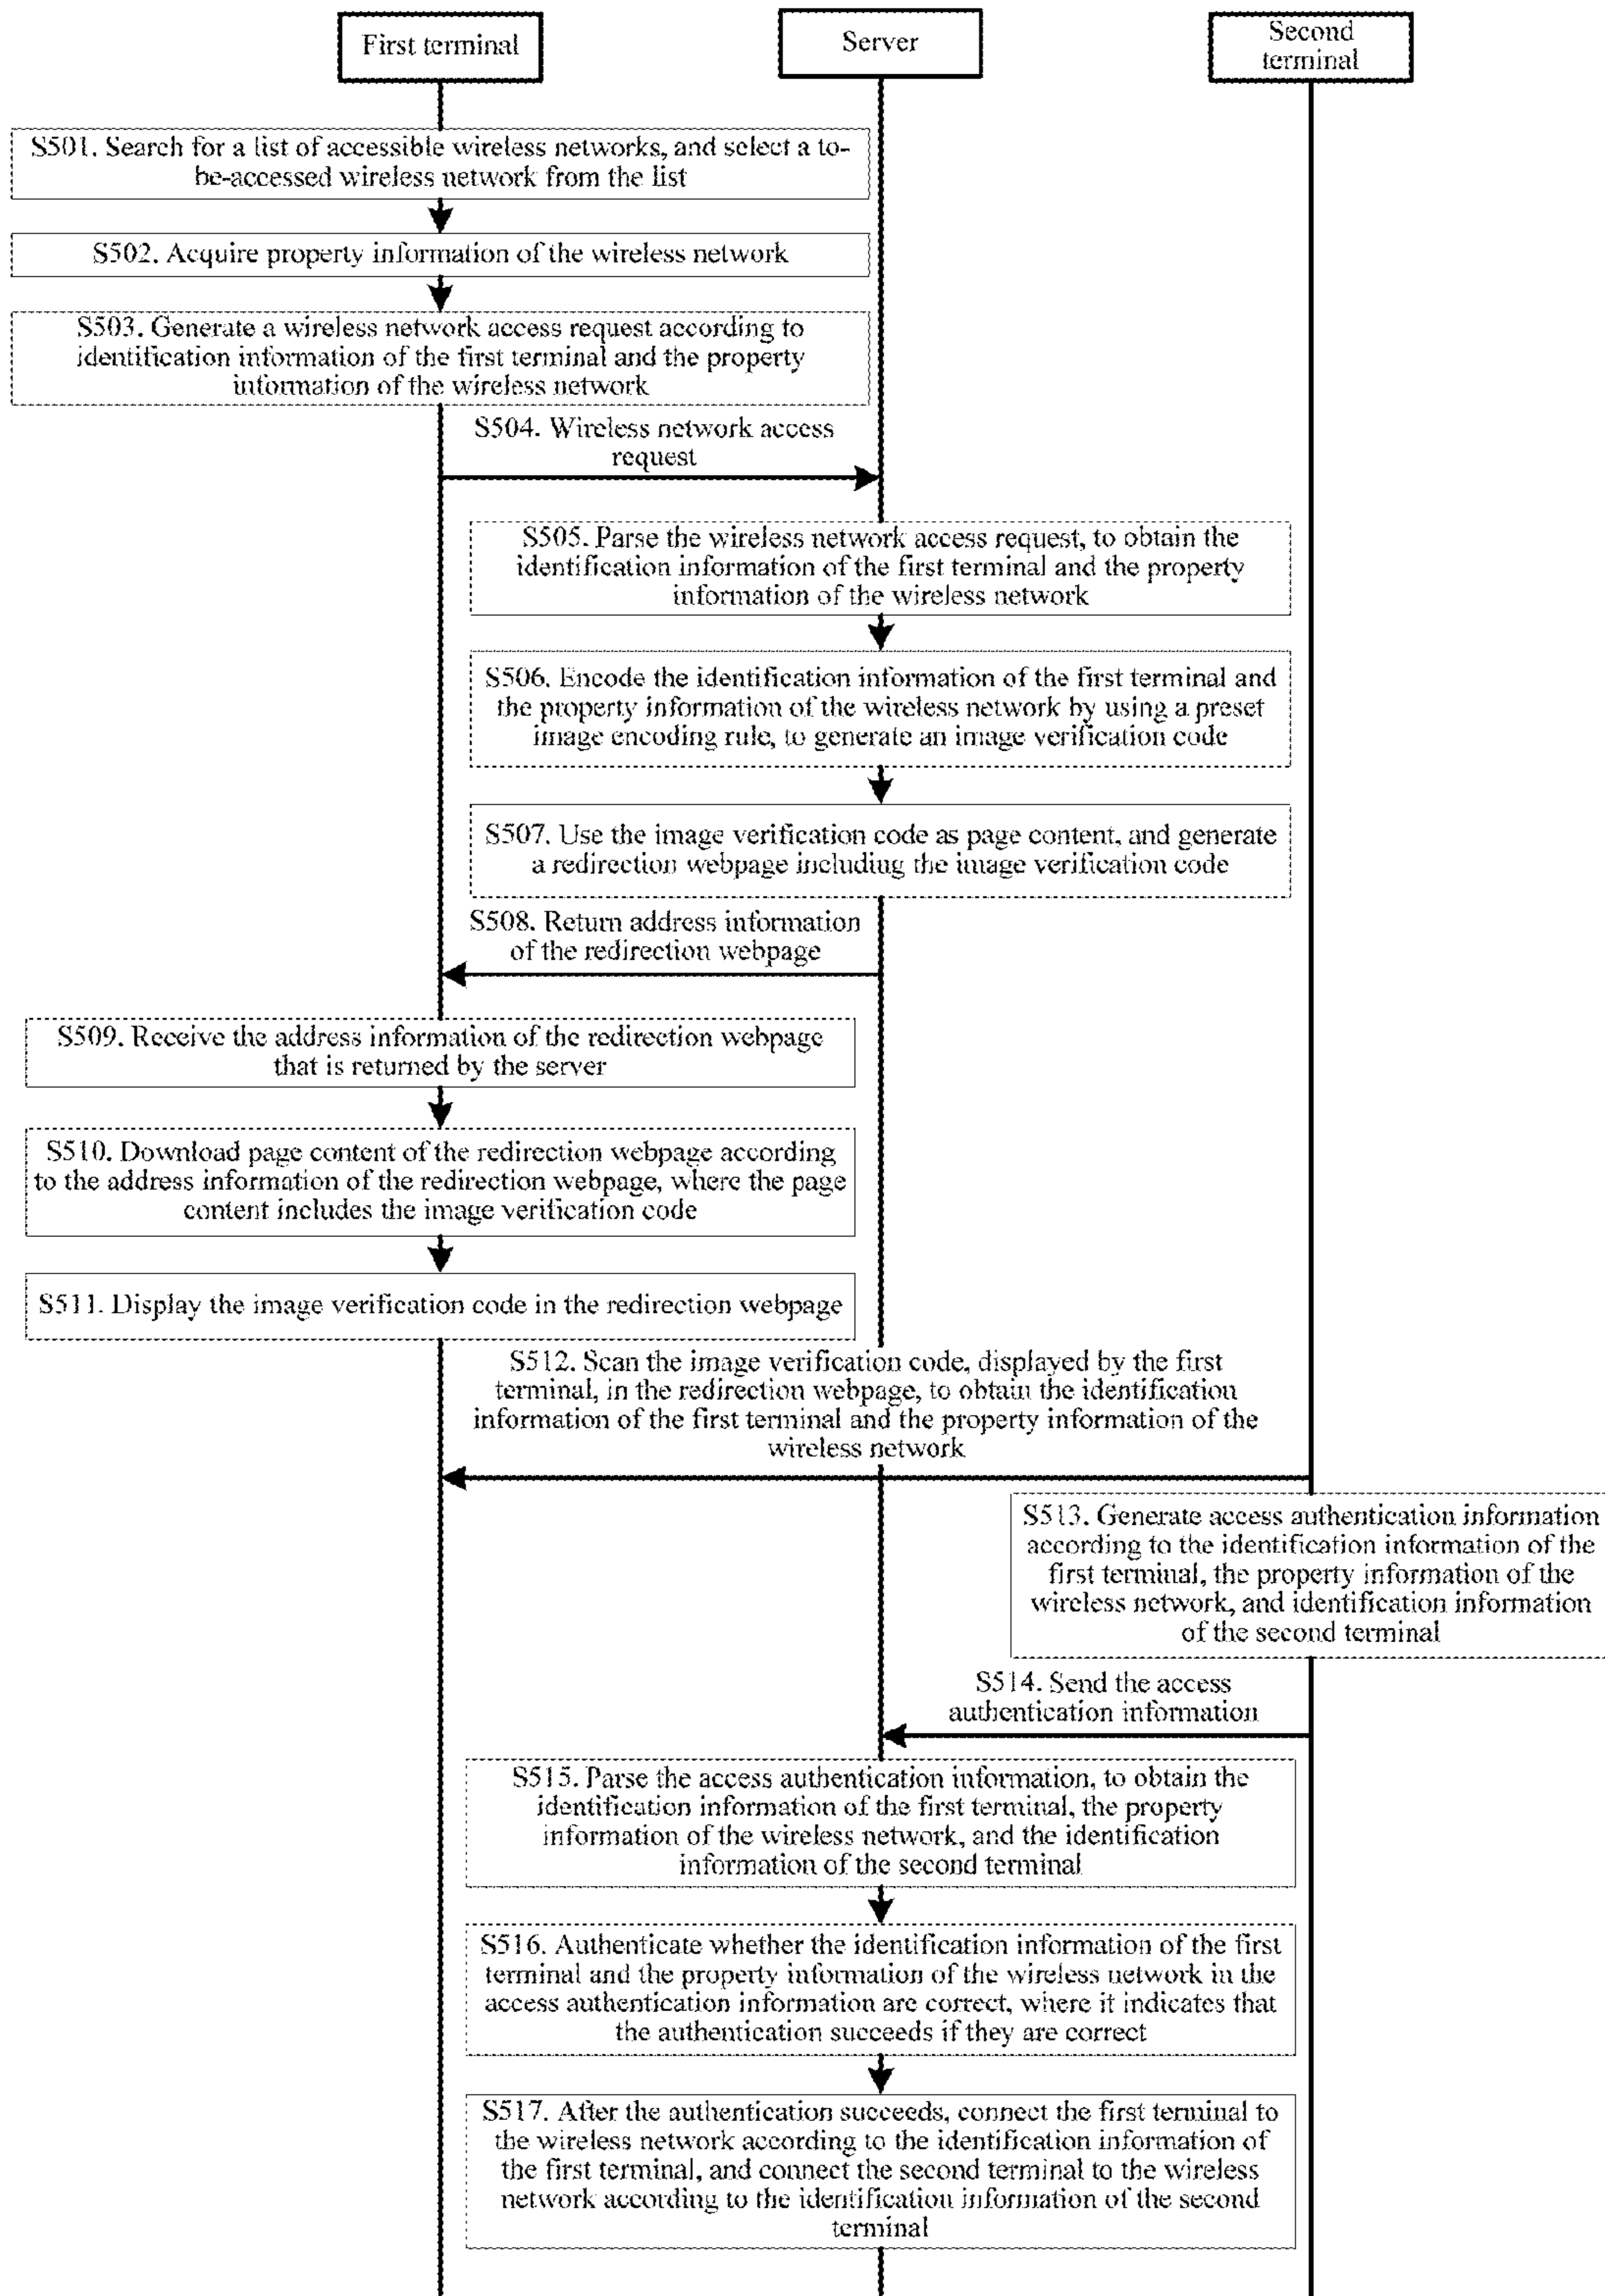 First terminal
Server
Second
terminal
S501. Search for a list of accessible wireless networks, and select a to-
be-accessed wireless network from the list
S502. Acquire property information of the wireless network
S503. Generate a wireless network access request according to
identification information of the first terminal and the property
information of the wireless network
S504. Wireless network access
request
S505. Parse the wireless network access request, to obtain the
identification information of the first terminal and the property
information of the wireless network
S506. Encode the identification information of the first terminal and
the property information of the wireless network by using a preset
image encoding rule, to generate an image verification code
S507. Use the image verification code as page content, and generate
a redirection webpage including the image verification code
S508. Return address information
of the redirection webpage
S509. Receive the address information of the redirection webpage
that is returned by the server
S510. Download page content of the redirection webpage according
to the address information of the redirection webpage, where the page
content includes the image verification code
S511. Display the image verification code in the redirection webpage
S512. Scan the image verification code, displayed by the first
terminal, in the redirection webpage, to obtain the identification
information of the first terminal and the property information of the
wireless network
S513. Generate access authentication information
according to the identification information of the
first terminal, the property information of the
wireless network, and identification information
of the second terminal
S514. Send the access
authentication information
S515. Parse the access authentication information, to obtain the
identification information of the first terminal, the property
information of the wireless network, and the identification
information of the second terminal
S516. Authenticate whether the identification information of the first
terminal and the property information of the wireless network in the
access authentication information are correct, where it indicates that
the authentication succeeds if they are correct
S517. After the authentication succeeds, connect the first terminal to
the wireless network according to the identification information of
the first terminal, and connect the second terminal to the wireless
network according to the identification information of the second
terminal